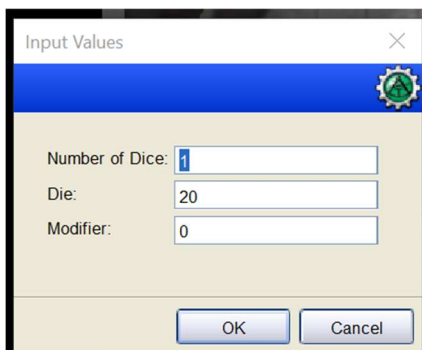 Input Values
Number of Dice: 1
Die: 20
Modifier: 0
OK Cancel